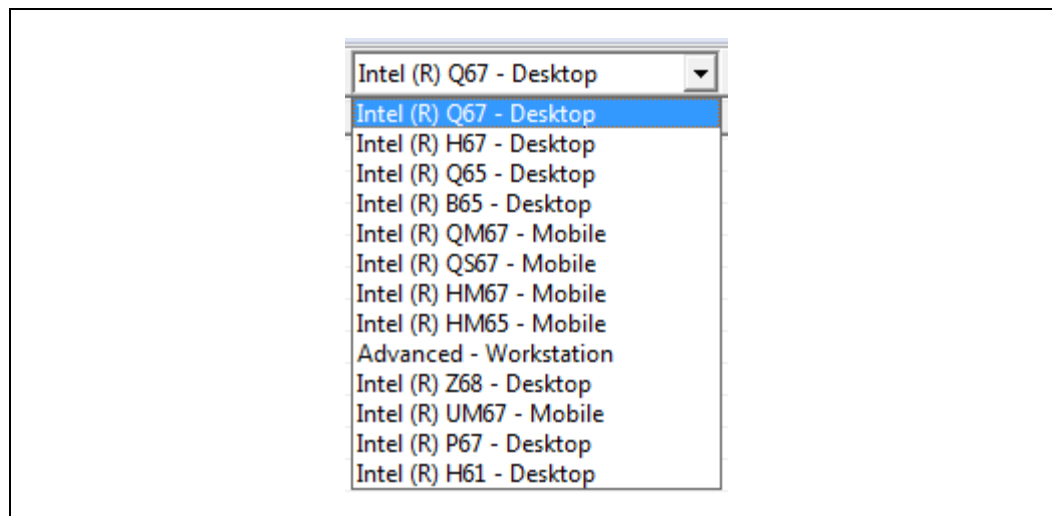 Intel (R) Q67 - Desktop
Intel (R) Q67 - Desktop
Intel (R) H67 - Desktop
Intel (R) Q65 - Desktop
Intel (R) B65 - Desktop
Intel (R) QM67 - Mobile
Intel (R) QS67 - Mobile
Intel (R) HM67 - Mobile
Intel (R) HM65 - Mobile
Advanced - Workstation
Intel (R) Z68 - Desktop
Intel (R) UM67 - Mobile
Intel (R) P67 - Desktop
Intel (R) H61 - Desktop